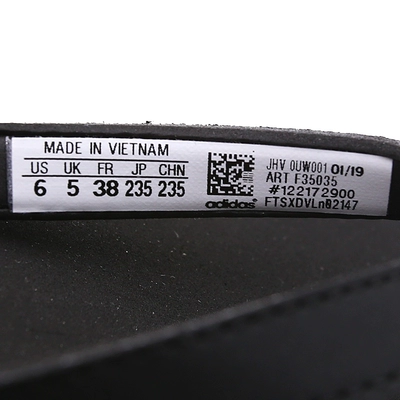 MADE IN VIETNAM
US UK FR JP CHN
6 5 38 235 235
adidas
JHV 0UW001 01/19
ART F35035
#122172900
FTSXDVLn02147